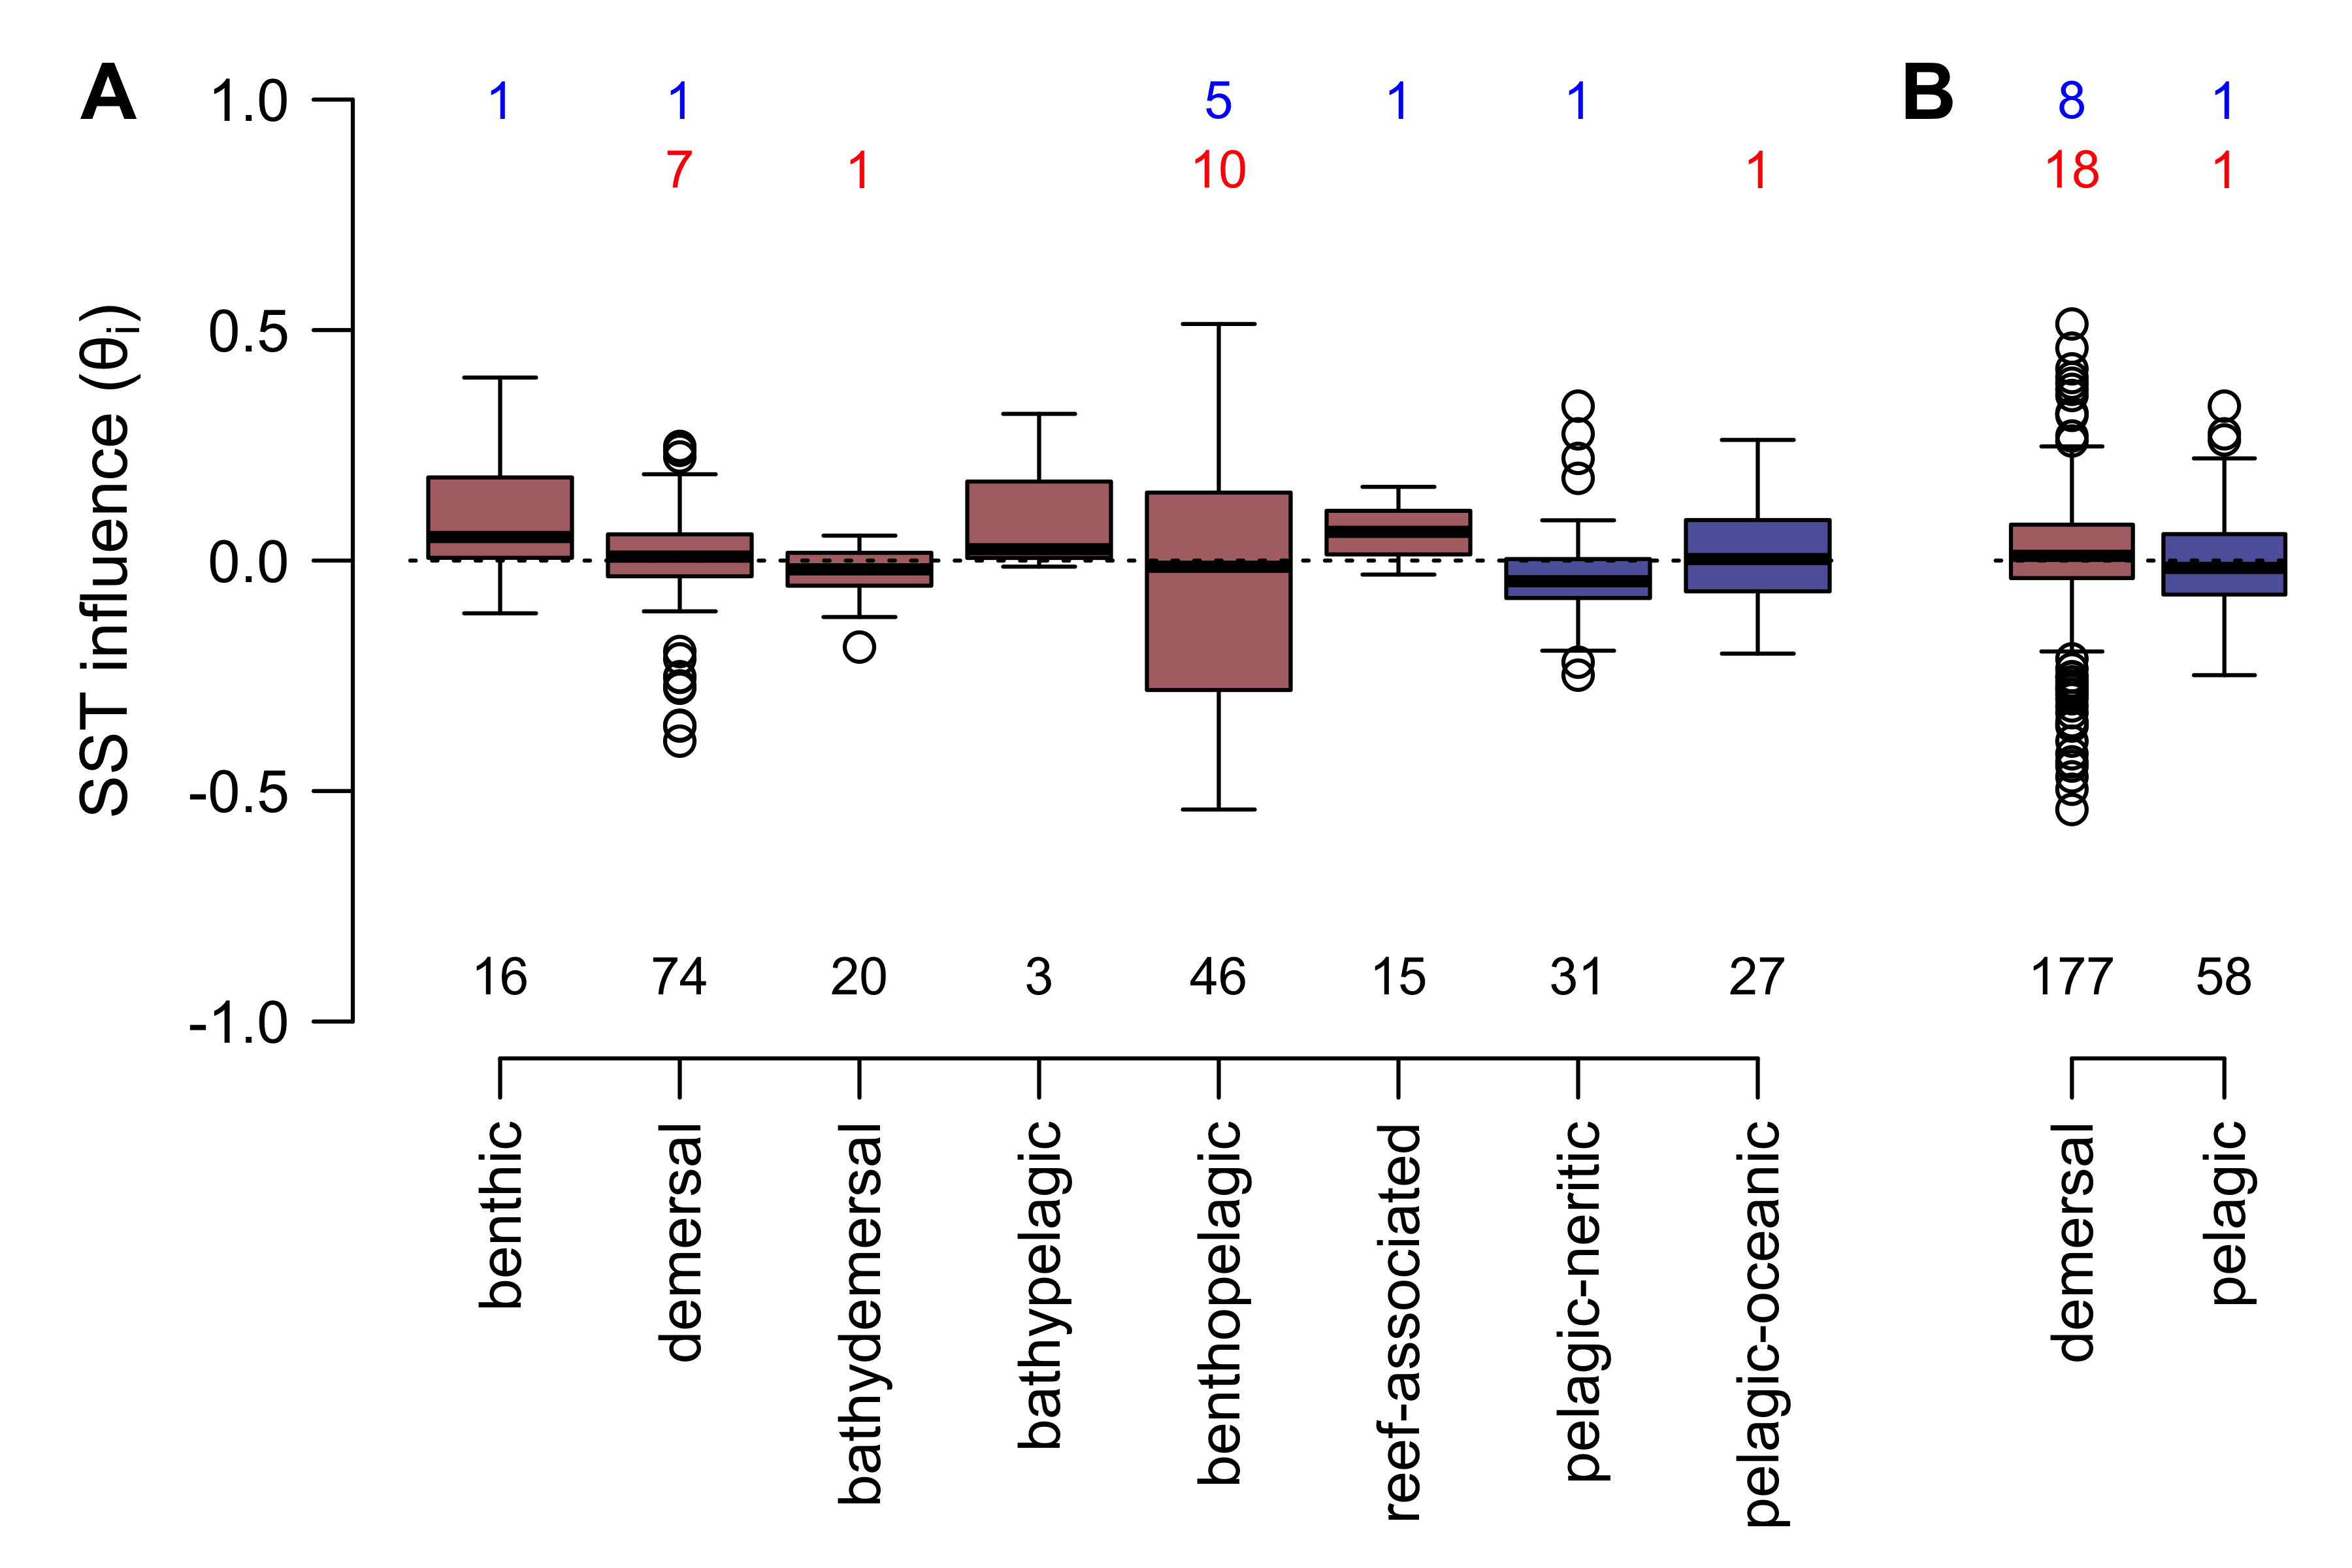 A B
1.0 1 1 5 1 1 8 1
7 1 10 1 18 1
0.5
0.0
-0.5
-1.0
SST influence (θi)
16 74 20 3 46 15 31 27 177 58
benthic
demersal
bathydemersal
bathypelagic
benthopelagic
reef-associated
pelagic-neritic
pelagic-oceanic
demersal
pelagic